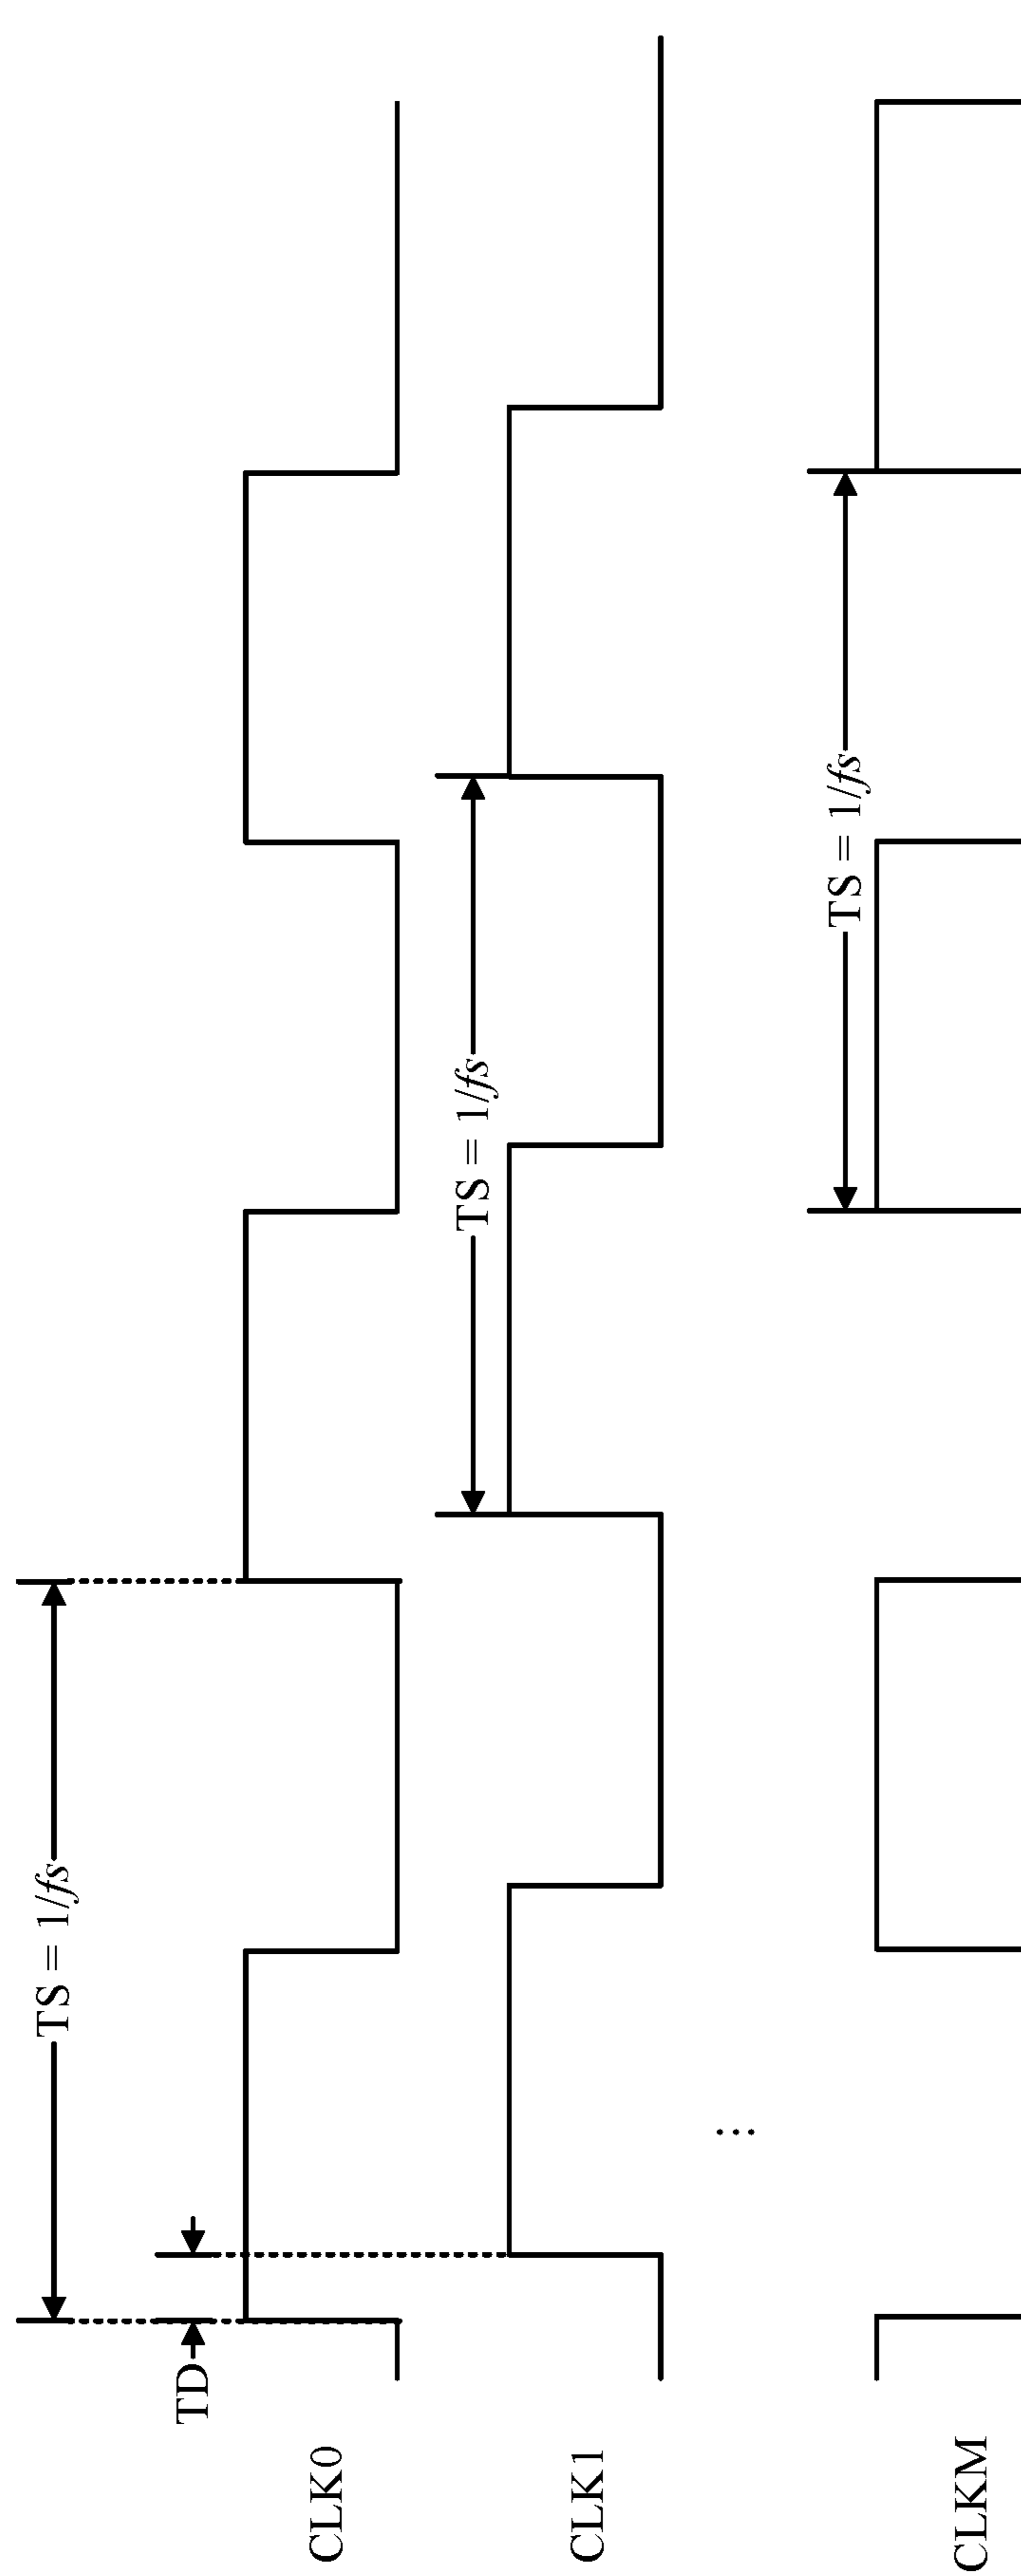 TS = 1/fs
TD
CLK0
TS = 1/fs
CLK1
...
TS = 1/fs
CLKM